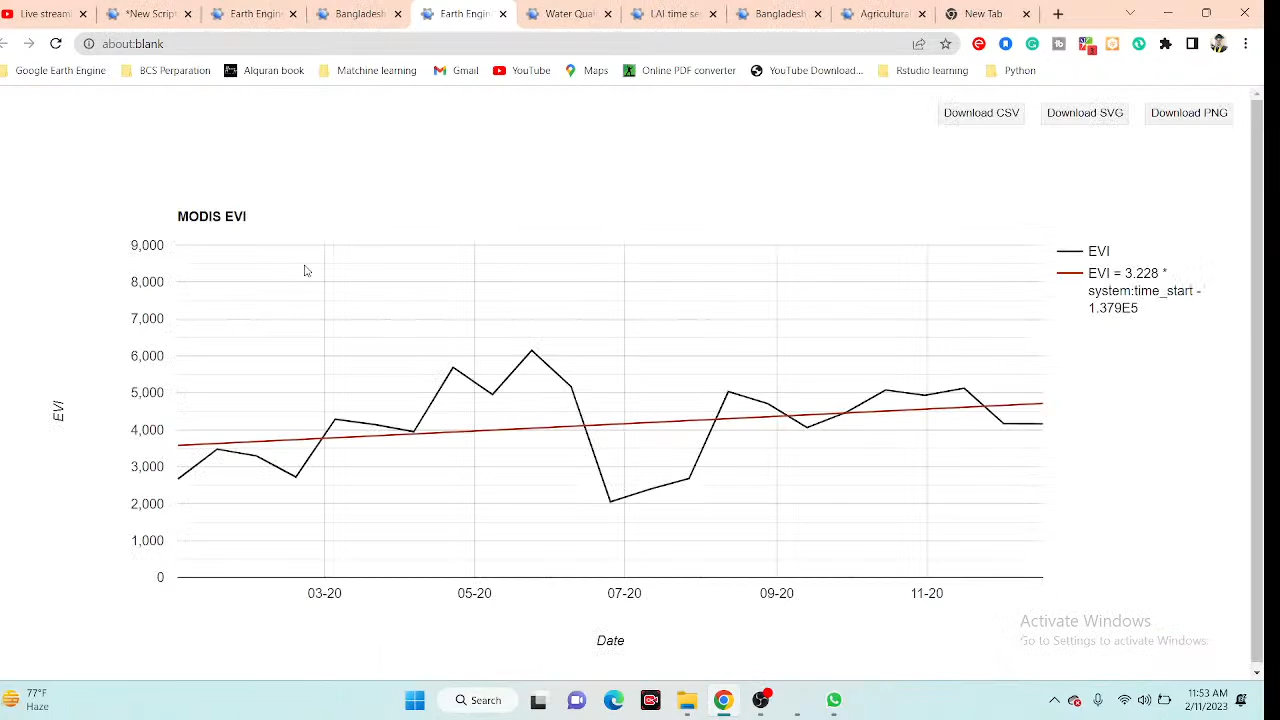 Live stream
*New Script
Earth Engin
Bangladesh
Earth Engin
Water Quali
LAI time se
Bangladesh
Agricultural
New Tab
about:blank
Google Earth Engine
BCS Perparation
Alquran book
Matchine learning
Gmail
YouTube
Maps
Online PDF converter
YouTube Download...
Rstudio learning
Python
Download CSV
Download SVG
Download PNG
MODIS EVI
9,000
8,000
7,000
6,000
5,000
4,000
3,000
2,000
1,000
0
EVI
03-20
05-20
07-20
09-20
11-20
Date
EVI
EVI = 3.228 *
system:time_start -
1.379E5
Activate Windows
Go to Settings to activate Windows.
77°F
Haze
Search
11:53 AM
2/11/2023